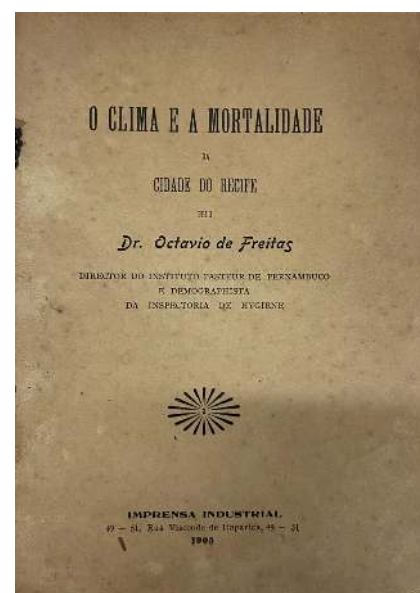 O CLIMA E A MORTALIDADE
DA
CIDADE DO RECIFE
Dr. Octavio de Freitas
DIRECTOR DO INSTITUTO PASTEUR DE PERNAMBUCO
E DEMOGRAPHISTA
DA INSPECTORIA DE HYGIENE
IMPRENSA INDUSTRIAL
49 — 51, Rua Visconde de Itaparica, 49 — 51
1905